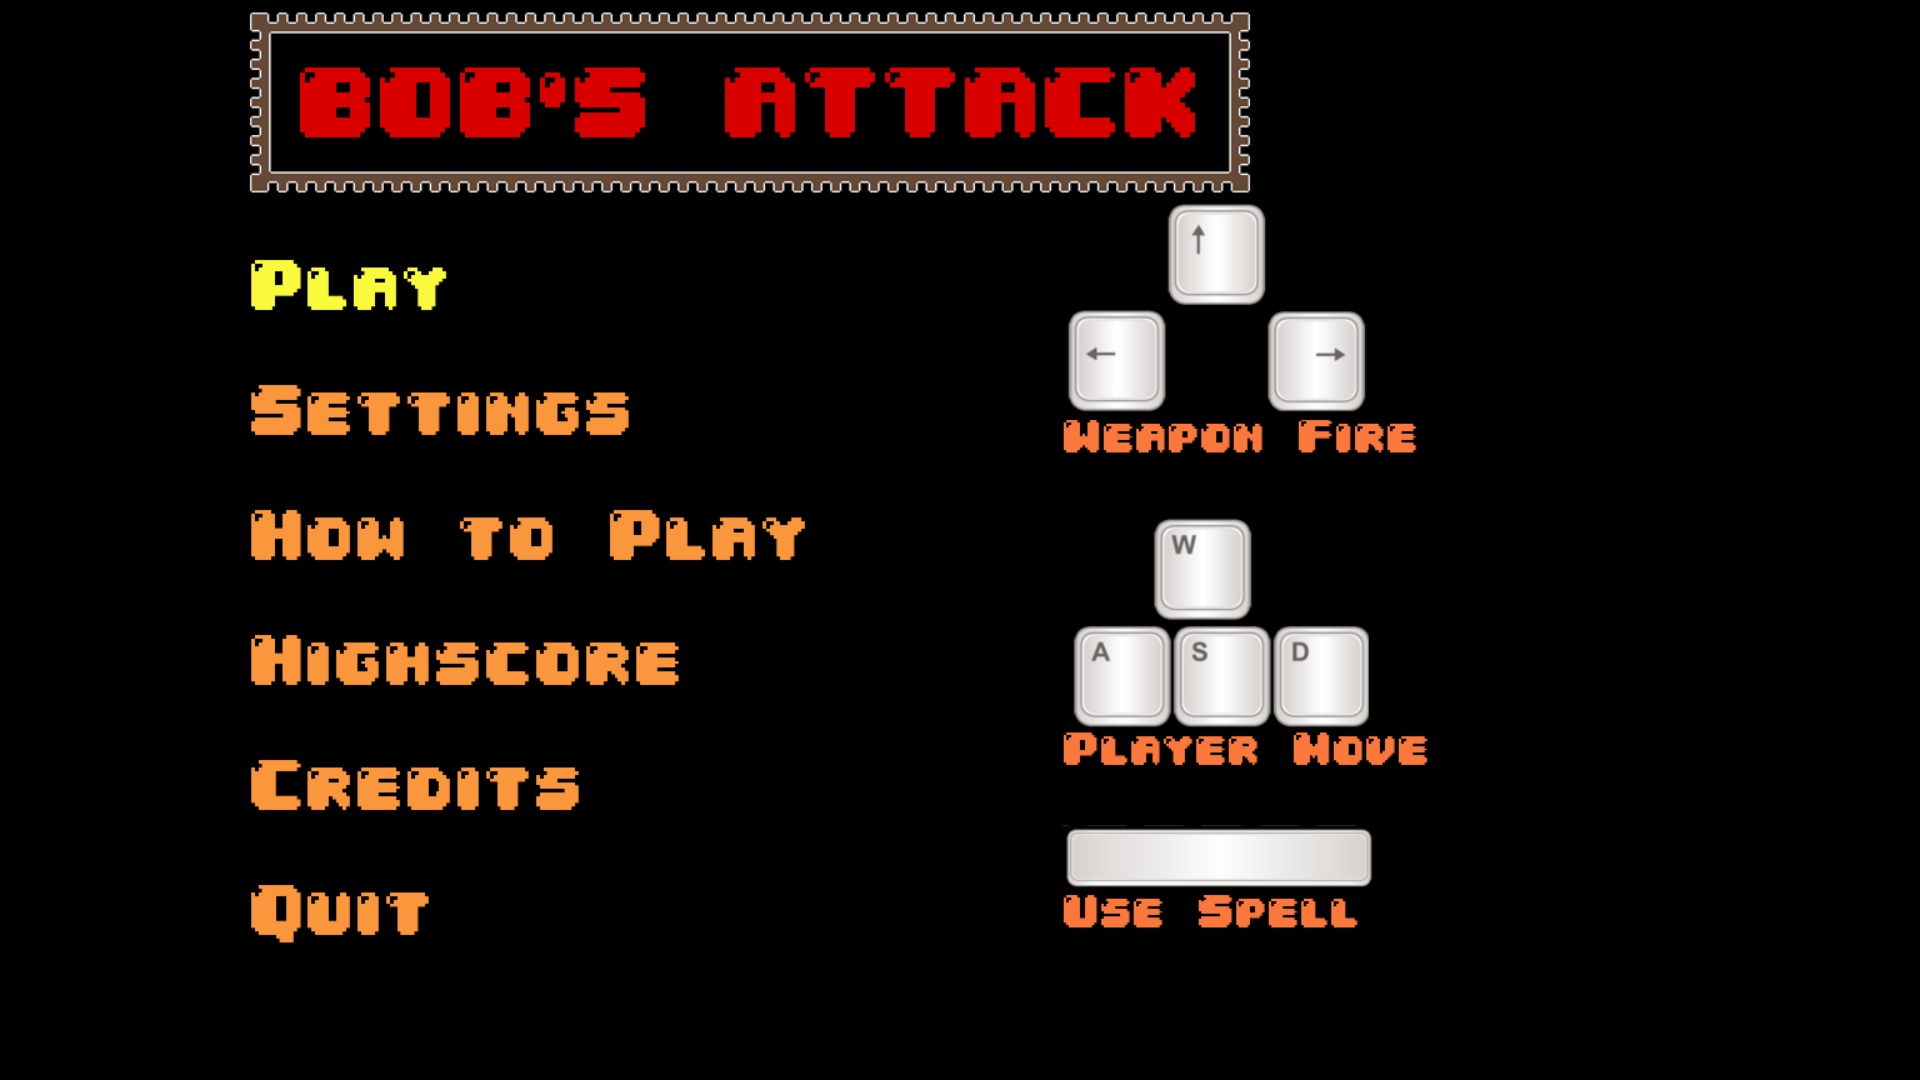 BOB'S ATTACK
Play
Settings
How to Play
Highscore
Credits
Quit
↑
← →
Weapon Fire
W
A S D
Player Move
Use Spell